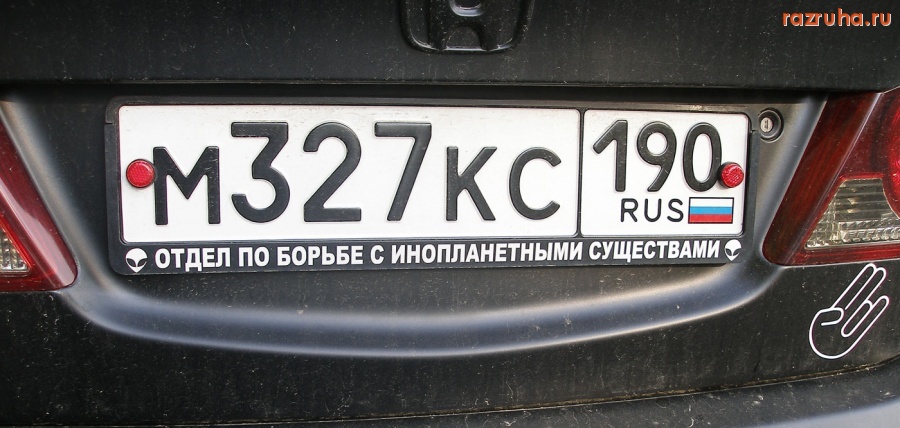 razruha.ru
М327КС 190
RUS
ОТДЕЛ ПО БОРЬБЕ С ИНОПЛАНЕТНЫМИ СУЩЕСТВАМИ